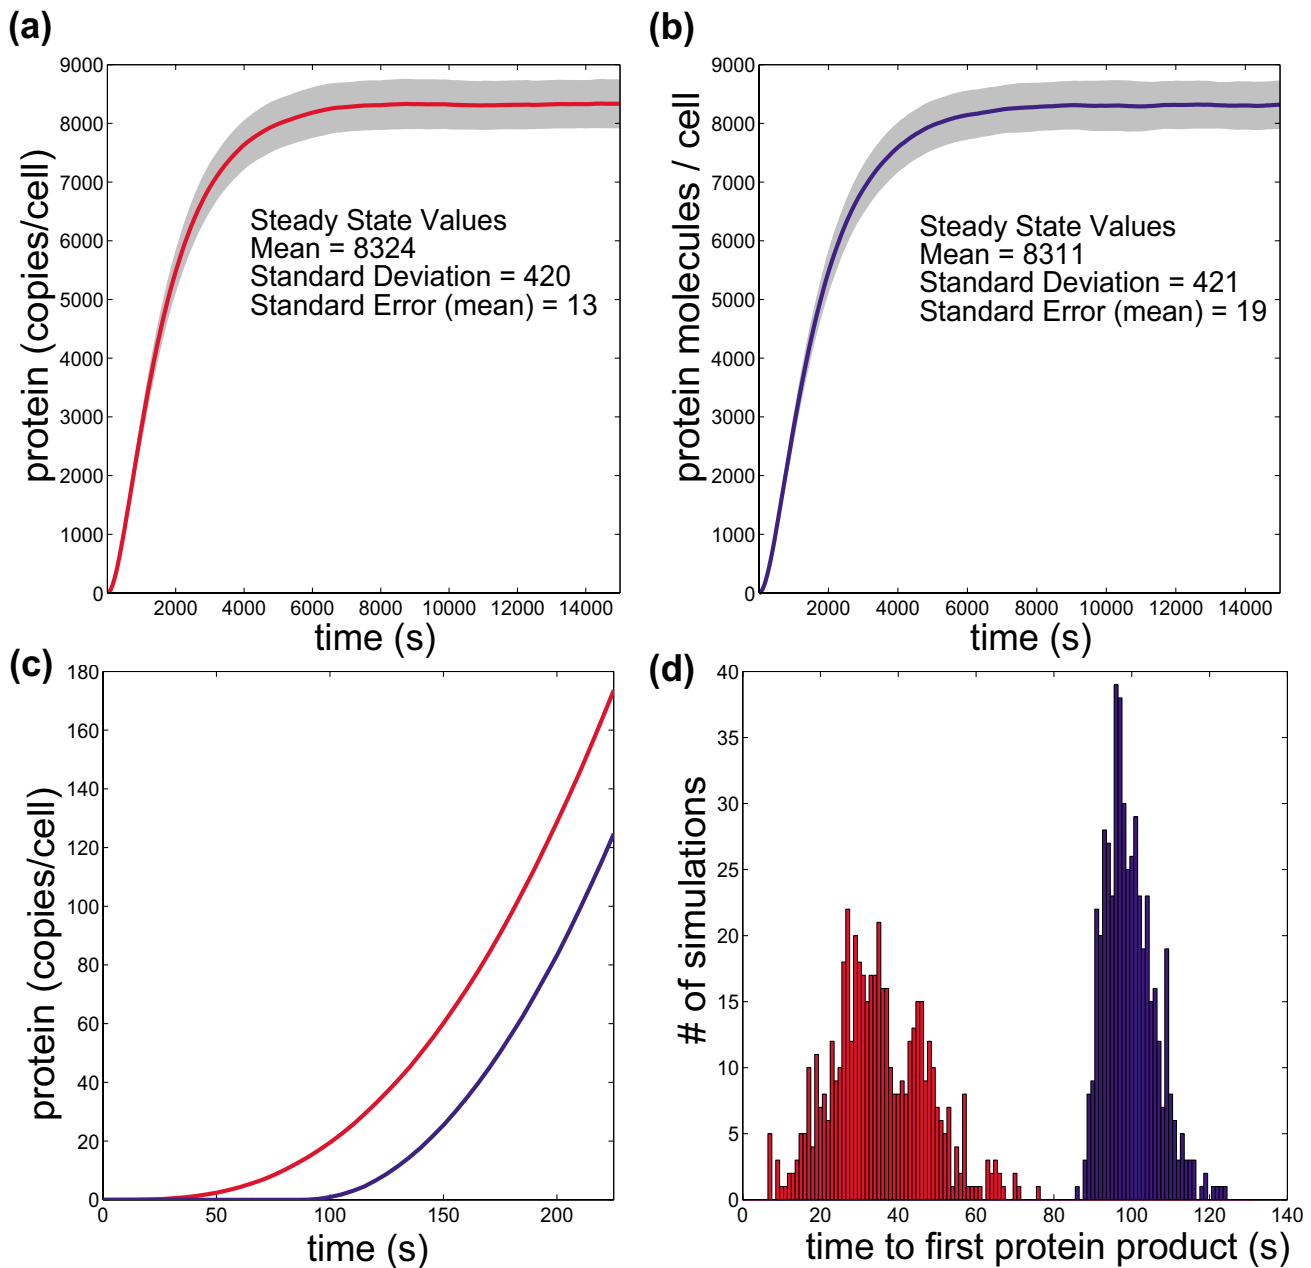 (a)
9000
8000
7000
6000
5000
4000
3000
2000
1000
0
protein (copies/cell)
Steady State Values
Mean = 8324
Standard Deviation = 420
Standard Error (mean) = 13
2000 4000 6000 8000 10000 12000 14000
time (s)
(b)
9000
8000
7000
6000
5000
4000
3000
2000
1000
0
protein molecules / cell
Steady State Values
Mean = 8311
Standard Deviation = 421
Standard Error (mean) = 19
2000 4000 6000 8000 10000 12000 14000
time (s)
(c)
180
160
140
120
100
80
60
40
20
0
protein (copies/cell)
0 50 100 150 200
time (s)
(d)
40
35
30
25
20
15
10
5
0
# of simulations
0 20 40 60 80 100 120 140
time to first protein product (s)